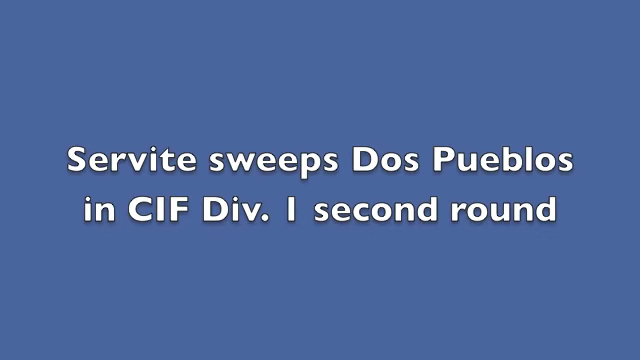 Servite sweeps Dos Pueblos
in CIF Div. 1 second round